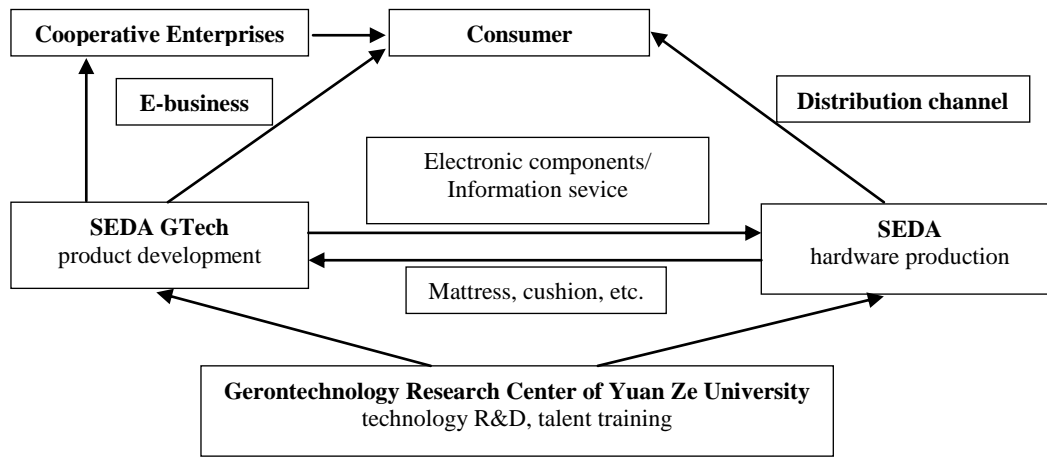 Cooperative Enterprises
Consumer
E-business
Distribution channel
Electronic components/
Information sevice
SEDA GTech
product development
SEDA
hardware production
Mattress, cushion, etc.
Gerontechnology Research Center of Yuan Ze University
technology R&D, talent training